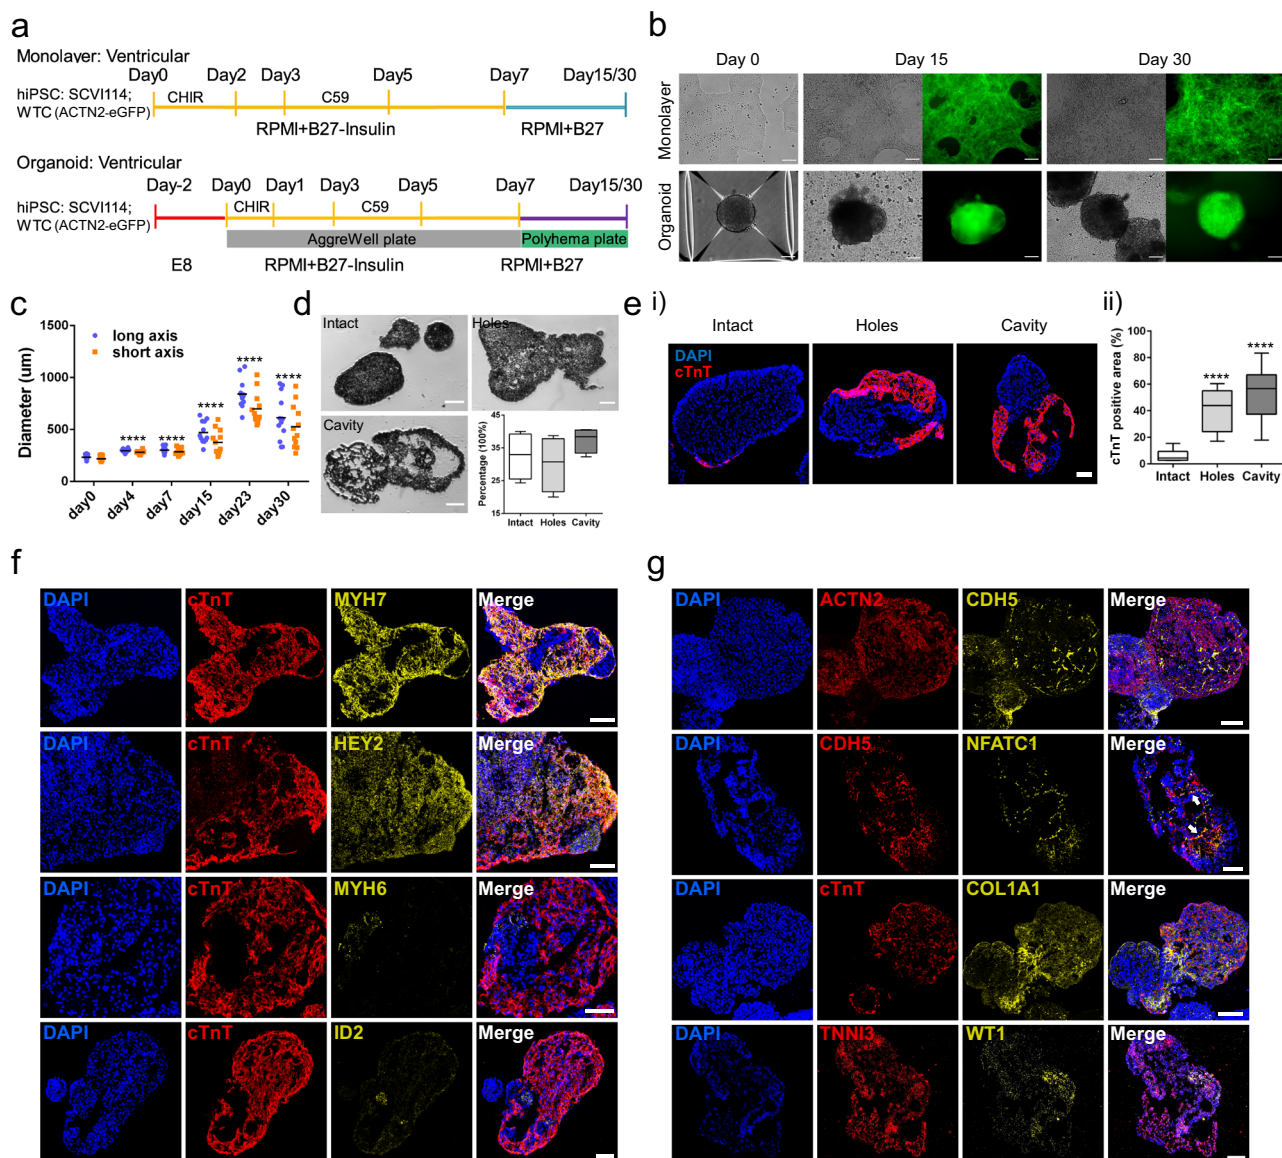 a
Monolayer: Ventricular
Day0 Day2 Day3 Day5 Day7 Day15/30
hiPSC: SCVI114;
WTC (ACTN2-eGFP)
CHIR C59
RPMI+B27-Insulin RPMI+B27
Organoid: Ventricular
Day-2 Day0 Day1 Day3 Day5 Day7 Day15/30
hiPSC: SCVI114;
WTC (ACTN2-eGFP)
CHIR C59
AggreWell plate Polyhema plate
E8 RPMI+B27-Insulin RPMI+B27
b
Day 0 Day 15 Day 30
Monolayer
Organoid
c
1500
1000
500
0
Diameter (um)
long axis
short axis
**** **** **** **** ****
day0 day4 day7 day15 day23 day30
d
Intact Holes
Cavity
Percentage (100%)
45
35
25
15
Intact Holes Cavity
e i)
Intact Holes Cavity
DAPI
cTnT
ii)
cTnT positive area (%)
100
80
60
40
20
0
**** ****
Intact Holes Cavity
f
DAPI cTnT MYH7 Merge
DAPI cTnT HEY2 Merge
DAPI cTnT MYH6 Merge
DAPI cTnT ID2 Merge
g
DAPI ACTN2 CDH5 Merge
DAPI CDH5 NFATC1 Merge
DAPI cTnT COL1A1 Merge
DAPI TNNI3 WT1 Merge